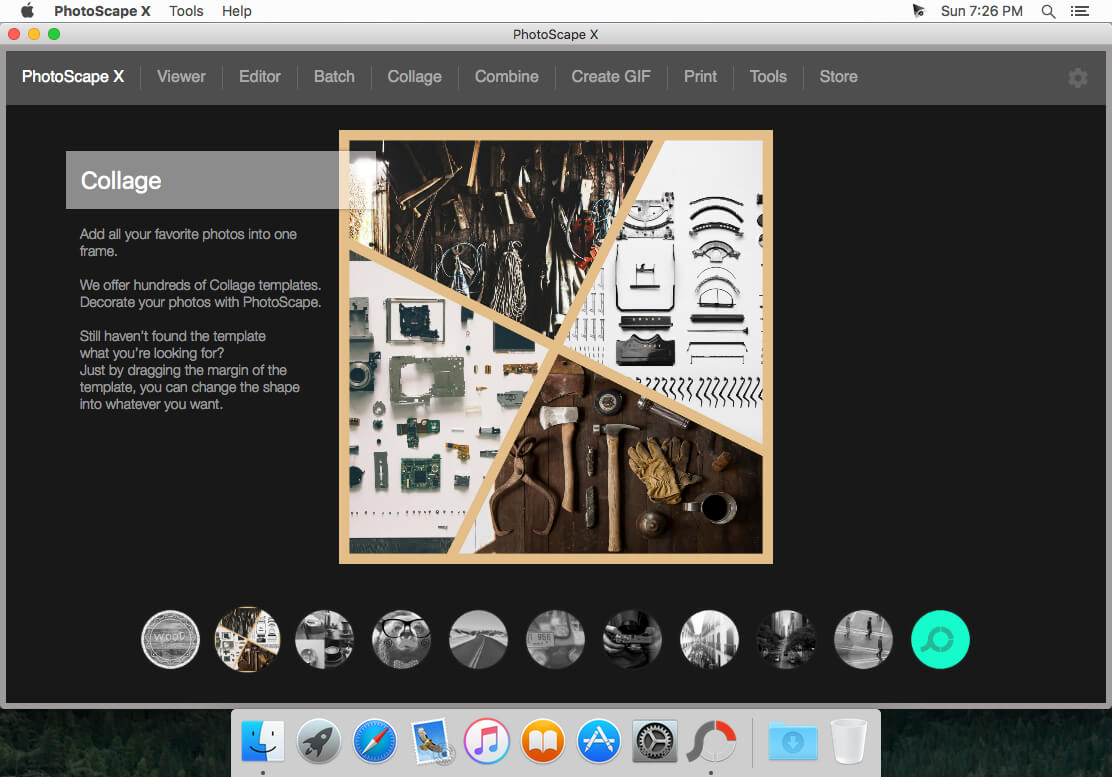 PhotoScape X Tools Help Sun 7:26 PM
PhotoScape X
PhotoScape X Viewer Editor Batch Collage Combine Create GIF Print Tools Store
Collage
Add all your favorite photos into one
frame.
We offer hundreds of Collage templates.
Decorate your photos with PhotoScape.
Still haven't found the template
what you're looking for?
Just by dragging the margin of the
template, you can change the shape
into whatever you want.
woot